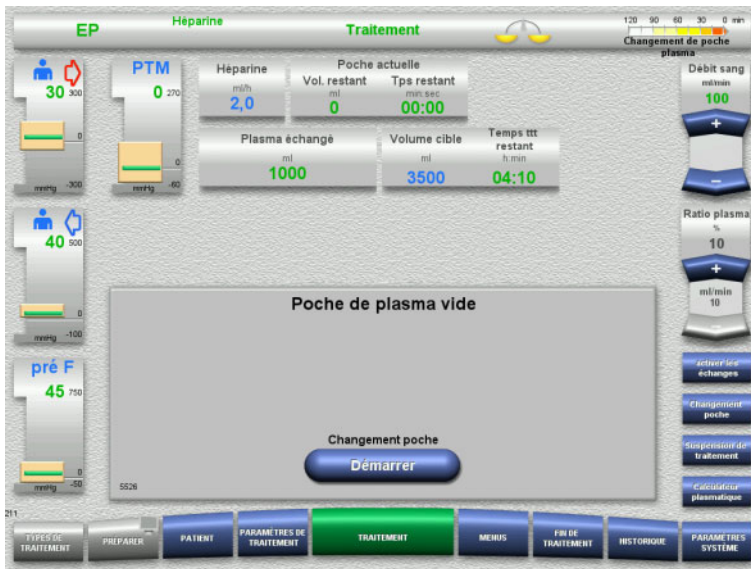 EP
Héparine
Traitement
120 90 60 30 0 min
Changement de poche
plasma
30 300
0
mmHg -300
PTM
0 270
0
mmHg -60
Héparine
ml/h
2,0
Poche actuelle
Vol. restant Tps restant
ml min:sec
0 00:00
Plasma échangé
ml
1000
Volume cible
ml
3500
Temps ttt
restant
h:min
04:10
Débit sang
ml/min
100
+
–
40 500
0
mmHg -100
Ratio plasma
%
10
+
ml/min
10
–
pré F
45 750
0
mmHg -50
Poche de plasma vide
Changement poche
Démarrer
5526
activer les
échanges
Changement
poche
Suspension de
traitement
Calculateur
plasmatique
211
TYPES DE
TRAITEMENT
PRÉPARER
PATIENT
PARAMÈTRES DE
TRAITEMENT
TRAITEMENT
MENUS
FIN DE
TRAITEMENT
HISTORIQUE
PARAMÈTRES
SYSTÈME